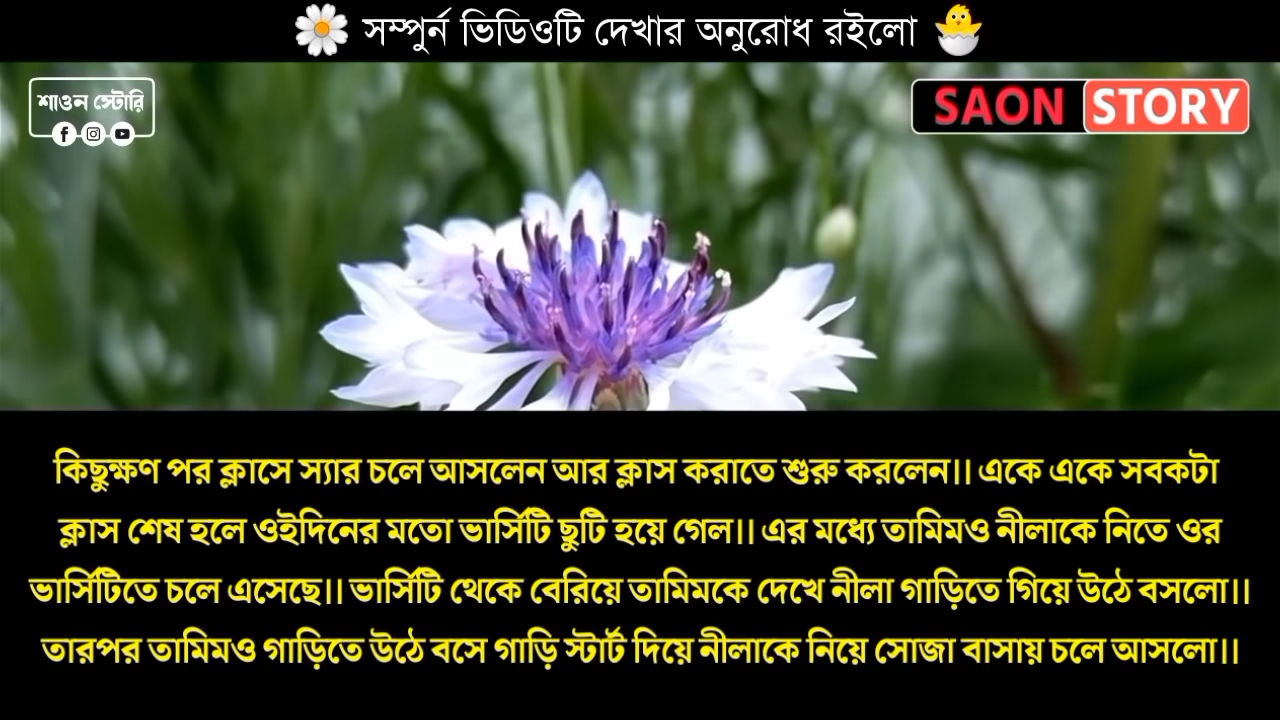 🌼 সম্পুর্ন ভিডিওটি দেখার অনুরোধ রইলো 🐣
শাওন স্টোরি
SAON STORY
কিছুক্ষণ পর ক্লাসে স্যার চলে আসলেন আর ক্লাস করাতে শুরু করলেন।। একে একে সবকটা
ক্লাস শেষ হলে ওইদিনের মতো ভার্সিটি ছুটি হয়ে গেল।। এর মধ্যে তামিমও নীলাকে নিতে ওর
ভার্সিটিতে চলে এসেছে।। ভার্সিটি থেকে বেরিয়ে তামিমকে দেখে নীলা গাড়িতে গিয়ে উঠে বসলো।।
তারপর তামিমও গাড়িতে উঠে বসে গাড়ি স্টার্ট দিয়ে নীলাকে নিয়ে সোজা বাসায় চলে আসলো।।